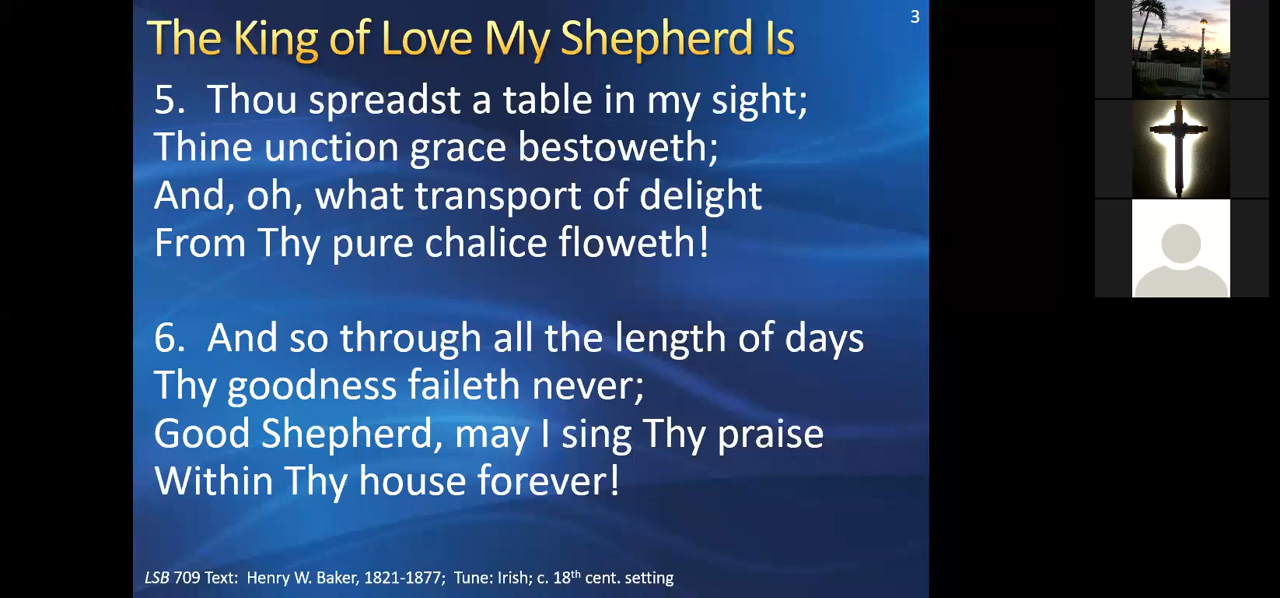 3
The King of Love My Shepherd Is
5. Thou spreadst a table in my sight;
Thine unction grace bestoweth;
And, oh, what transport of delight
From Thy pure chalice floweth!
6. And so through all the length of days
Thy goodness faileth never;
Good Shepherd, may I sing Thy praise
Within Thy house forever!
LSB 709 Text: Henry W. Baker, 1821-1877; Tune: Irish; c. 18th cent. setting